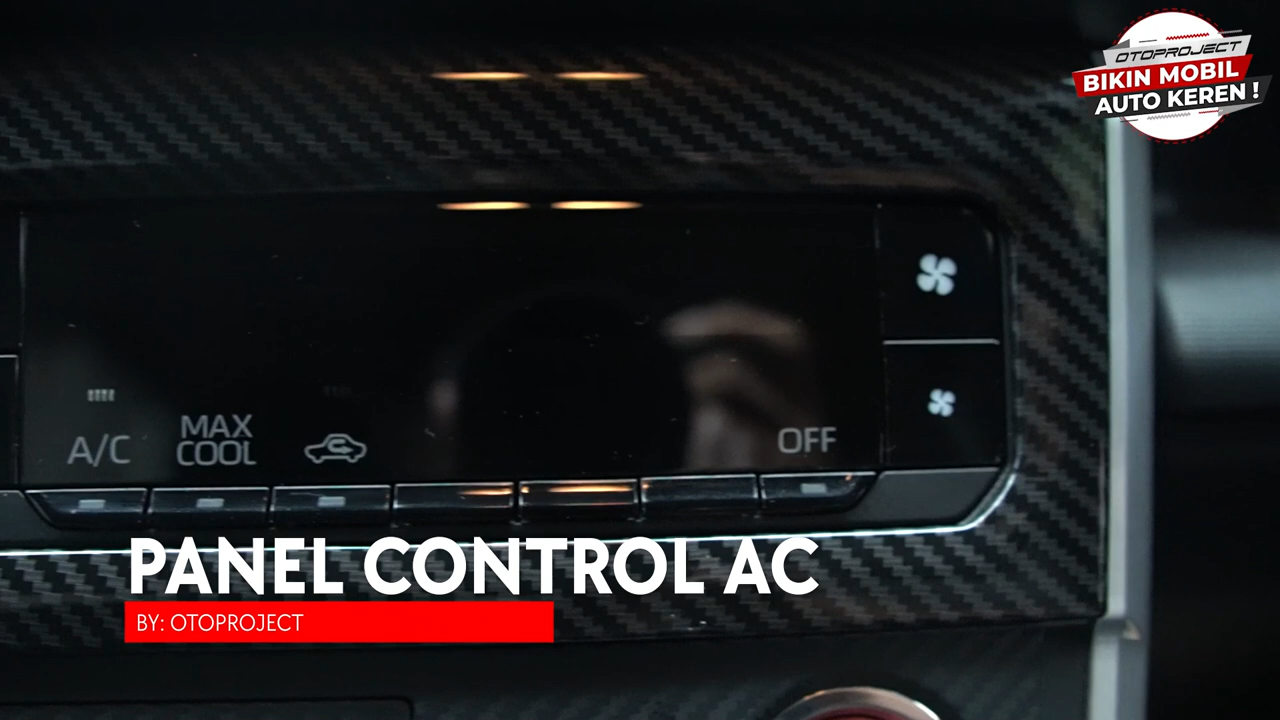 OTOPROJECT
BIKIN MOBIL
AUTO KEREN !
MAX
COOL
A/C
OFF
PANEL CONTROL AC
BY: OTOPROJECT